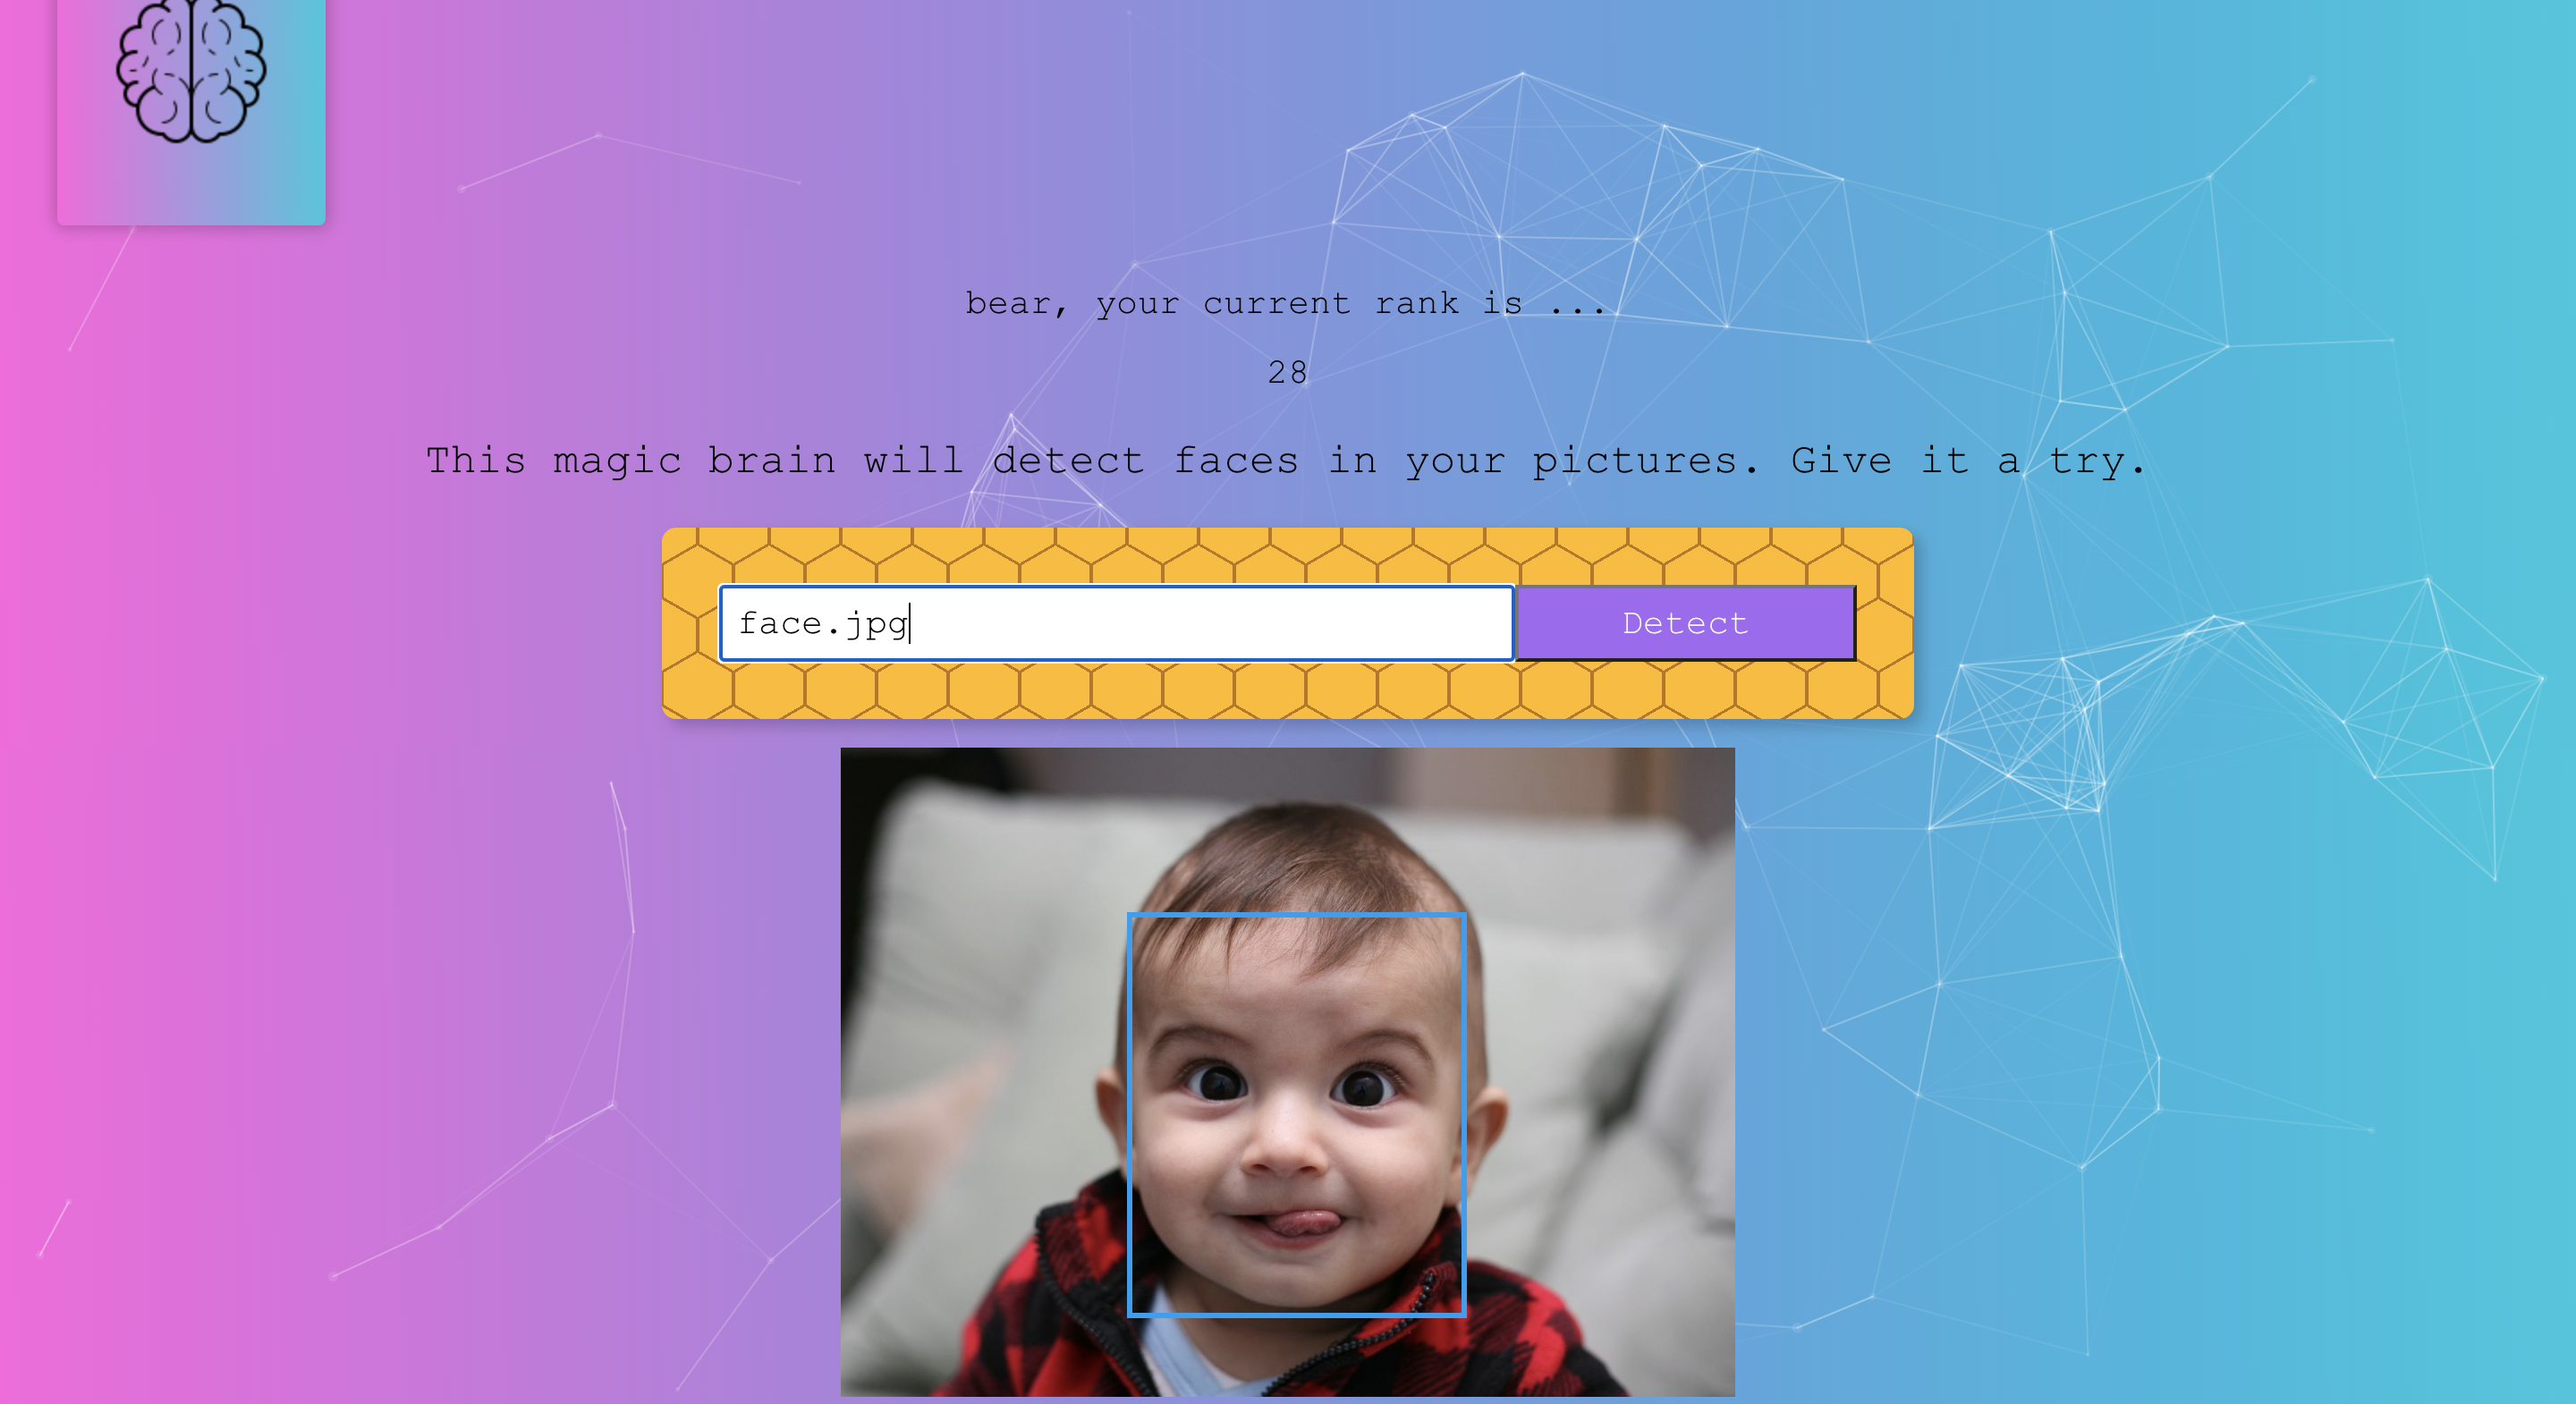 bear, your current rank is ...
28
This magic brain will detect faces in your pictures. Give it a try.
face.jpg
Detect